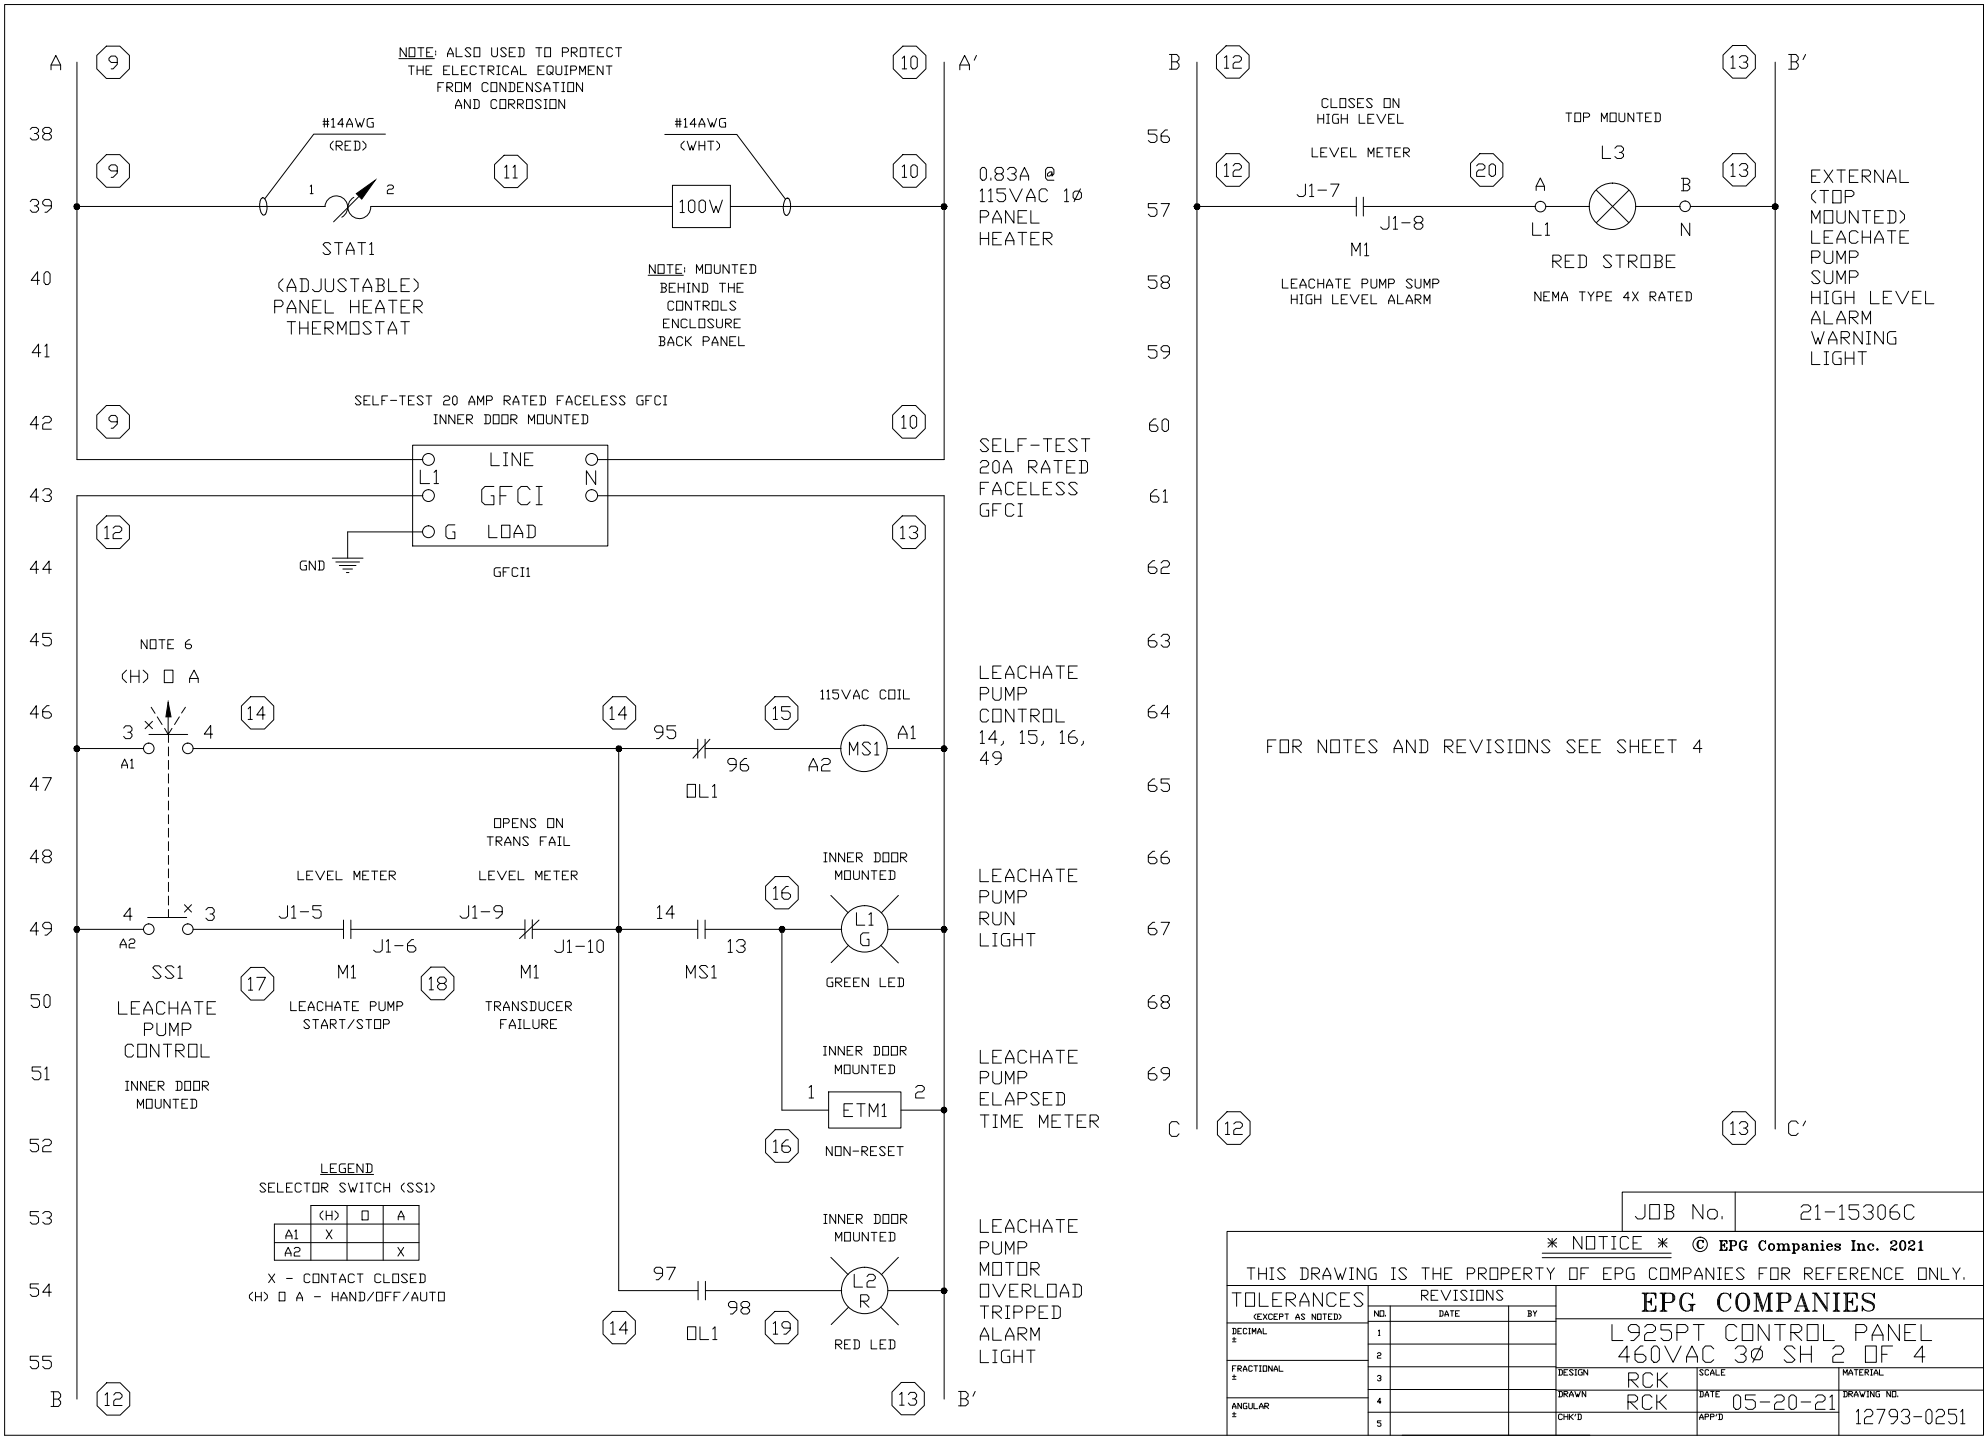 A
9
NOTE: ALSO USED TO PROTECT
THE ELECTRICAL EQUIPMENT
FROM CONDENSATION
AND CORROSION
10
A'
38
#14AWG
(RED)
#14AWG
(WHT)
9
11
10
39
1
2
100W
STAT1
(ADJUSTABLE)
PANEL HEATER
THERMOSTAT
NOTE: MOUNTED
BEHIND THE
CONTROLS
ENCLOSURE
BACK PANEL
0.83A @
115VAC 1Ø
PANEL
HEATER
40
41
42
9
SELF-TEST 20 AMP RATED FACELESS GFCI
INNER DOOR MOUNTED
10
LINE
L1
N
GFCI
G
LOAD
GND
GFCI1
SELF-TEST
20A RATED
FACELESS
GFCI
43
12
13
44
45
NOTE 6
(H) O A
46
14
14
15
115VAC COIL
3
X
4
A1
95
96
OL1
MS1
A1
A2
LEACHATE
PUMP
CONTROL
14, 15, 16,
49
47
48
OPENS ON
TRANS FAIL
LEVEL METER
LEVEL METER
INNER DOOR
MOUNTED
16
49
4
X
3
A2
J1-5
J1-6
J1-9
J1-10
14
13
L1
G
SS1
17
M1
18
M1
MS1
GREEN LED
LEACHATE
PUMP
RUN
LIGHT
50
LEACHATE
PUMP
CONTROL
INNER DOOR
MOUNTED
LEACHATE PUMP
START/STOP
TRANSDUCER
FAILURE
51
INNER DOOR
MOUNTED
1
ETM1
2
16
NON-RESET
LEACHATE
PUMP
ELAPSED
TIME METER
52
LEGEND
SELECTOR SWITCH (SS1)
(H) O A
A1 X
A2 X
X - CONTACT CLOSED
(H) O A - HAND/OFF/AUTO
53
INNER DOOR
MOUNTED
54
97
98
L2
R
14
OL1
19
RED LED
LEACHATE
PUMP
MOTOR
OVERLOAD
TRIPPED
ALARM
LIGHT
55
B
12
13
B'
B
12
13
B'
56
CLOSES ON
HIGH LEVEL
LEVEL METER
TOP MOUNTED
L3
12
20
13
57
J1-7
J1-8
A
L1
B
N
M1
RED STROBE
58
LEACHATE PUMP SUMP
HIGH LEVEL ALARM
NEMA TYPE 4X RATED
EXTERNAL
(TOP
MOUNTED)
LEACHATE
PUMP
SUMP
HIGH LEVEL
ALARM
WARNING
LIGHT
59
60
61
62
63
64
FOR NOTES AND REVISIONS SEE SHEET 4
65
66
67
68
69
C
12
13
C'
JOB No. 21-15306C
* NOTICE * © EPG Companies Inc. 2021
THIS DRAWING IS THE PROPERTY OF EPG COMPANIES FOR REFERENCE ONLY.
TOLERANCES
(EXCEPT AS NOTED)
DECIMAL
±
FRACTIONAL
±
ANGULAR
±
REVISIONS
NO. DATE BY
1
2
3
4
5
EPG COMPANIES
L925PT CONTROL PANEL
460VAC 3Ø SH 2 OF 4
DESIGN RCK
SCALE
MATERIAL
DRAWN RCK
DATE 05-20-21
DRAWING NO.
12793-0251
CHK'D
APP'D